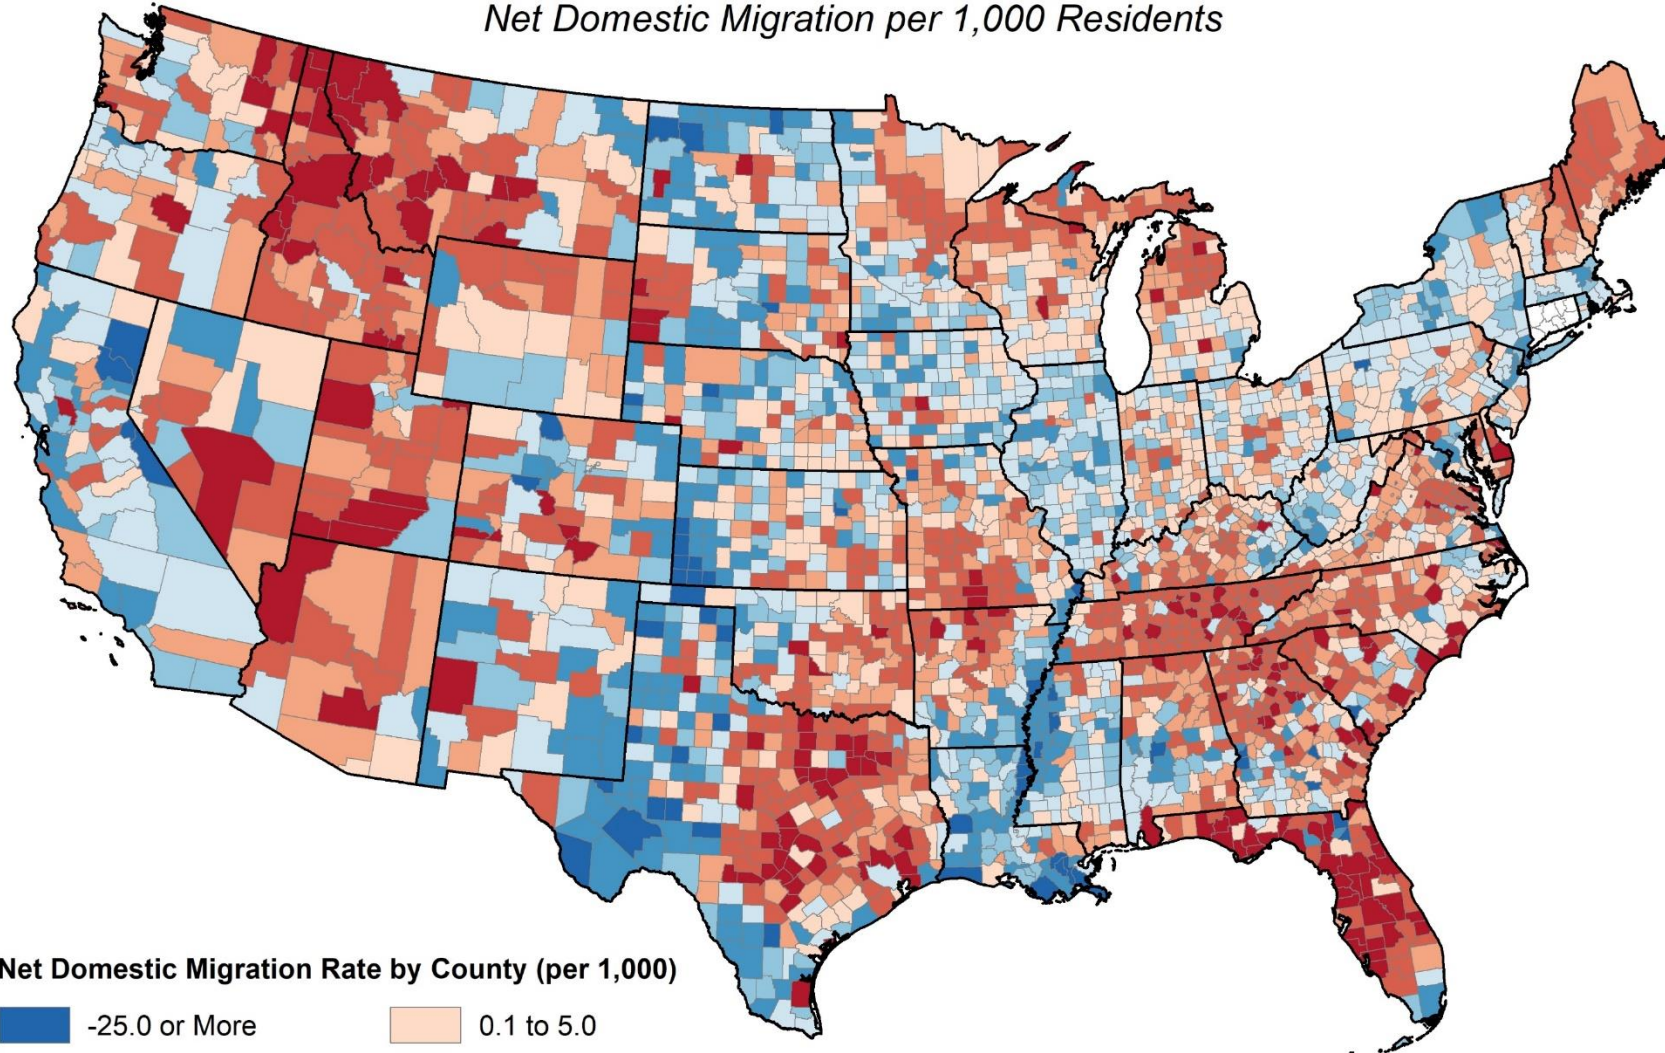 Net Domestic Migration per 1,000 Residents
Net Domestic Migration Rate by County (per 1,000)
-25.0 or More
0.1 to 5.0